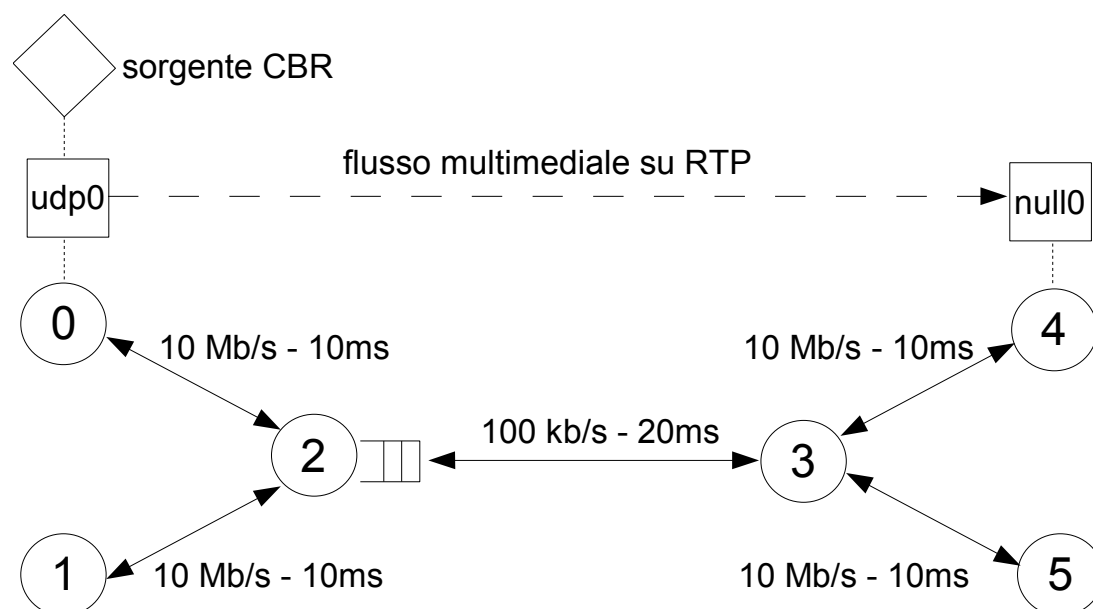 sorgente CBR
flusso multimediale su RTP
udp0
null0
0
4
10 Mb/s - 10ms
10 Mb/s - 10ms
100 kb/s - 20ms
2
3
1
10 Mb/s - 10ms
10 Mb/s - 10ms
5